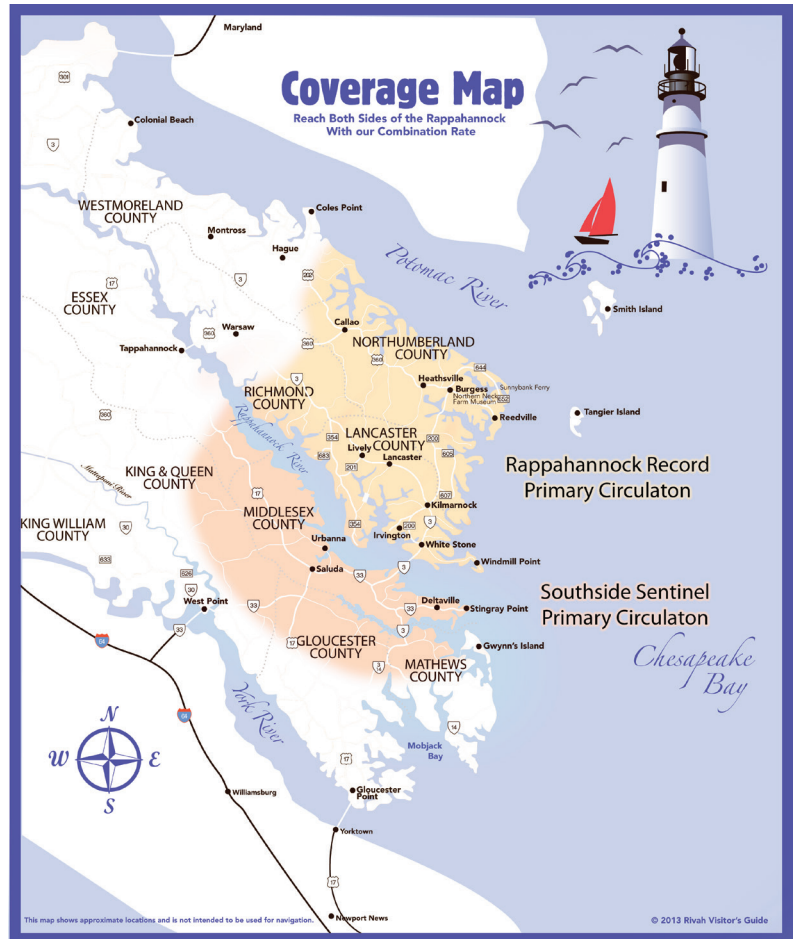 Maryland
Coverage Map
Reach Both Sides of the Rappahannock
With our Combination Rate
301
Colonial Beach
3
WESTMORELAND
COUNTY
Coles Point
Montross
Hague
Potomac River
202
3
17
ESSEX
COUNTY
Smith Island
Callao
Warsaw
360
360
NORTHUMBERLAND
COUNTY
Tappahannock
360
644
3
Heathsville
Burgess
Sunnybank Ferry
Northern Neck
Farm Museum
RICHMOND
COUNTY
652
Rappahannock River
Reedville
Tangier Island
360
LANCASTER
COUNTY
354
200
Lively
683
605
Lancaster
201
Rappahannock Record
Primary Circulaton
KING & QUEEN
COUNTY
Mattaponi River
17
607
Kilmarnock
MIDDLESEX
COUNTY
354
200
3
KING WILLIAM
COUNTY
30
Irvington
Urbanna
White Stone
633
Windmill Point
Saluda
3
626
33
30
Southside Sentinel
Primary Circulaton
West Point
33
Deltaville
33
Stingray Point
33
3
64
17
GLOUCESTER
COUNTY
Gwynn's Island
Chesapeake
Bay
3
14
MATHEWS
COUNTY
York River
N
64
14
W
E
Mobjack
Bay
17
S
Williamsburg
Gloucester
Point
Yorktown
17
This map shows approximate locations and is not intended to be used for navigation.
Newport News
© 2013 Rivah Visitor's Guide